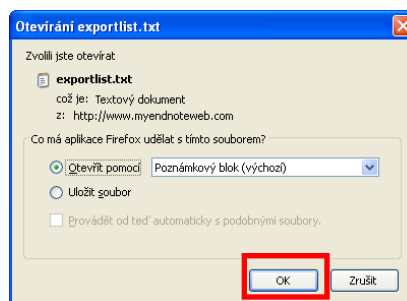 Otevírání exportlist.txt
Zvolili jste otevírat
exportlist.txt
což je: Textový dokument
z: http://www.myendnoteweb.com
Co má aplikace Firefox udělat s tímto souborem?
Otevřít pomocí Poznámkový blok (výchozí)
Uložit soubor
Provádět od teď automaticky s podobnými soubory.
OK Zrušit